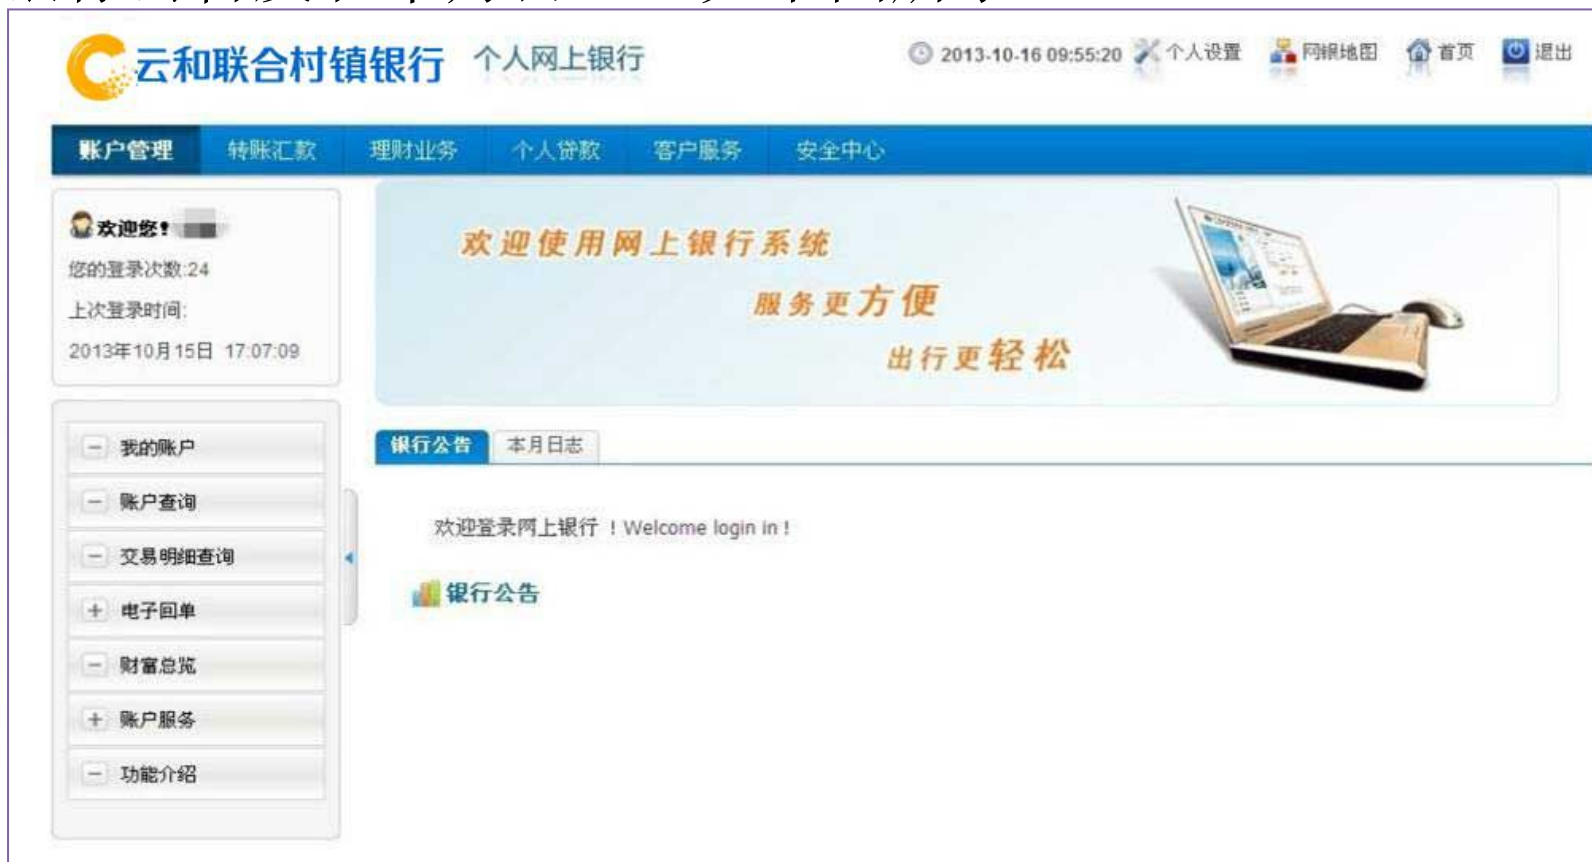 云和联合村镇银行 个人网上银行 2013-10-16 09:55:20 个人设置 网银地图 首页 退出
账户管理 转账汇款 理财业务 个人贷款 客户服务 安全中心
欢迎您!
您的登录次数:24
上次登录时间:
2013年10月15日 17:07:09
欢迎使用网上银行系统
服务更方便
出行更轻松
我的账户
账户查询
交易明细查询
电子回单
财富总览
账户服务
功能介绍
银行公告 本月日志
欢迎登录网上银行 ! Welcome login in !
银行公告